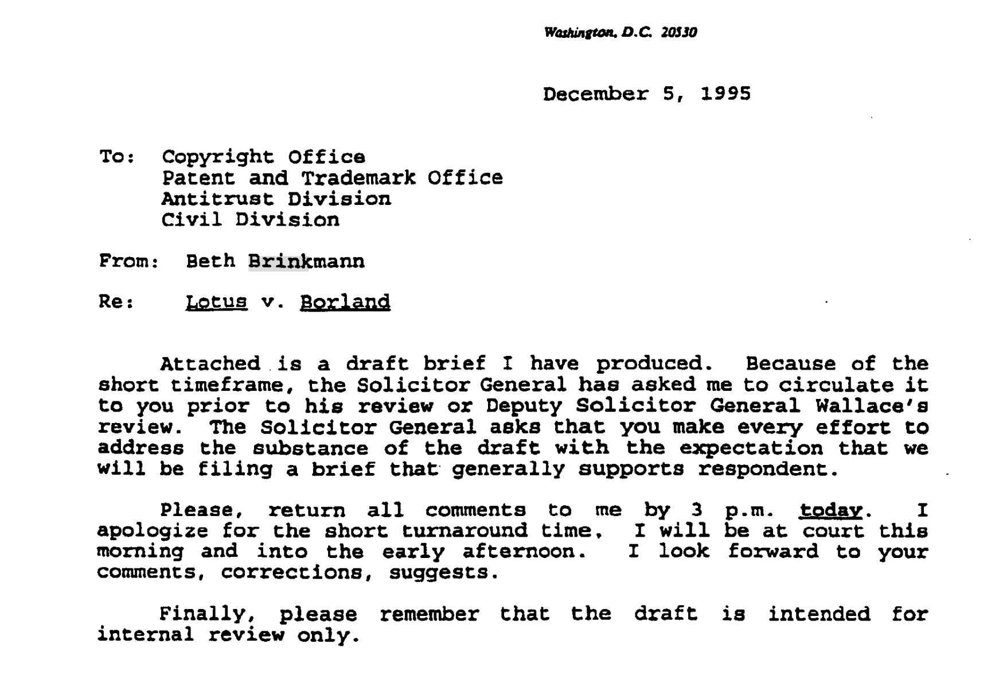 Washington, D.C. 20530
December 5, 1995
To: Copyright Office
Patent and Trademark Office
Antitrust Division
Civil Division
From: Beth Brinkmann
Re: Lotus v. Borland
Attached is a draft brief I have produced. Because of the
short timeframe, the Solicitor General has asked me to circulate it
to you prior to his review or Deputy Solicitor General Wallace's
review. The Solicitor General asks that you make every effort to
address the substance of the draft with the expectation that we
will be filing a brief that generally supports respondent.
Please, return all comments to me by 3 p.m. today. I
apologize for the short turnaround time. I will be at court this
morning and into the early afternoon. I look forward to your
comments, corrections, suggests.
Finally, please remember that the draft is intended for
internal review only.